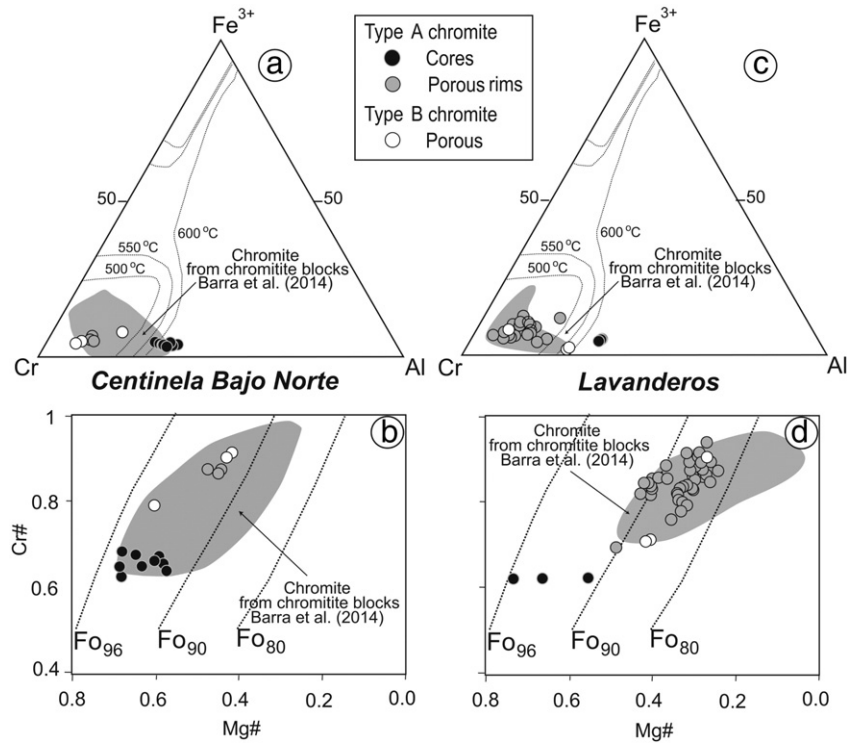 Fe3+
a
Type A chromite
Cores
Porous rims
Type B chromite
Porous
Fe3+
c
50
50
600 °C
550 °C
500 °C
Chromite
from chromitite blocks
Barra et al. (2014)
Cr
Al
50
50
600 °C
550 °C
500 °C
Chromite
from chromitite blocks
Barra et al. (2014)
Cr
Al
Centinela Bajo Norte
Lavanderos
b
1
0.8
0.6
0.4
Cr#
Chromite
from chromitite blocks
Barra et al. (2014)
Fo96
Fo90
Fo80
0.8
0.6
0.4
0.2
0.0
Mg#
d
Chromite
from chromitite blocks
Barra et al. (2014)
Fo96
Fo90
Fo80
0.8
0.6
0.4
0.2
0.0
Mg#